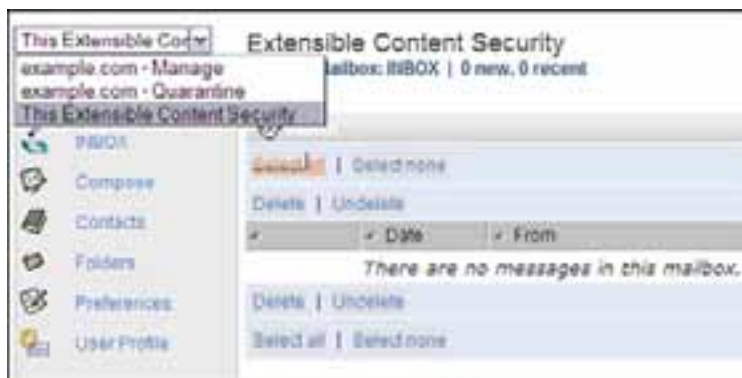 This Extensible Con
Extensible Content Security
example.com - Manage
example.com - Quarantine
This Extensible Content Security
ailbox: INBOX | 0 new, 0 recent
INBOX
Compose
Contacts
Folders
Preferences
User Profile
Select all | Select none
Delete | Undelete
Date From
There are no messages in this mailbox.
Delete | Undelete
Select all | Select none